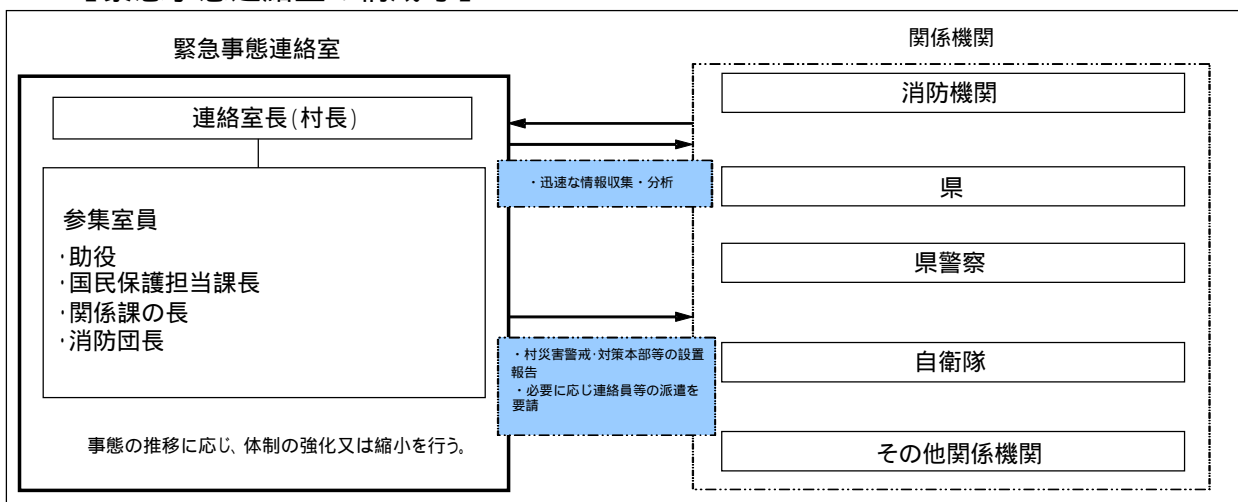 緊急事態連絡室
連絡室長(村長)
参集室員
・助役
・国民保護担当課長
・関係課の長
・消防団長
事態の推移に応じ、体制の強化又は縮小を行う。
・迅速な情報収集・分析
・村災害警戒・対策本部等の設置
報告
・必要に応じ連絡員等の派遣を
要請
関係機関
消防機関
県
県警察
自衛隊
その他関係機関